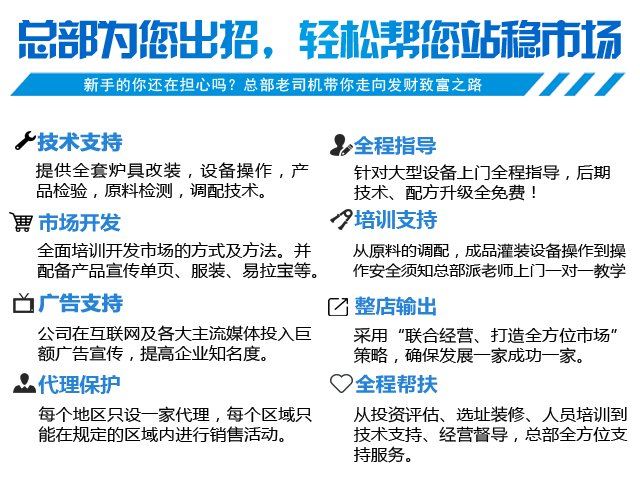 总部为您出招，轻松帮您站稳市场
新手的你还在担心吗？总部老司机带你走向发财致富之路
技术支持
提供全套炉具改装，设备操作，产
品检验，原料检测，调配技术。
市场开发
全面培训开发市场的方式及方法。并
配备产品宣传单页、服装、易拉宝等。
广告支持
公司在互联网及各大主流媒体投入巨
额广告宣传，提高企业知名度。
代理保护
每个地区只设一家代理，每个区域只
能在规定的区域内进行销售活动。
全程指导
针对大型设备上门全程指导，后期
技术、配方升级全免费！
培训支持
从原料的调配，成品灌装设备操作到操
作安全须知总部派老师上门一对一教学
整店输出
采用“联合经营、打造全方位市场”
策略，确保发展一家成功一家。
全程帮扶
从投资评估、选址装修、人员培训到
技术支持、经营督导，总部全方位支
持服务。